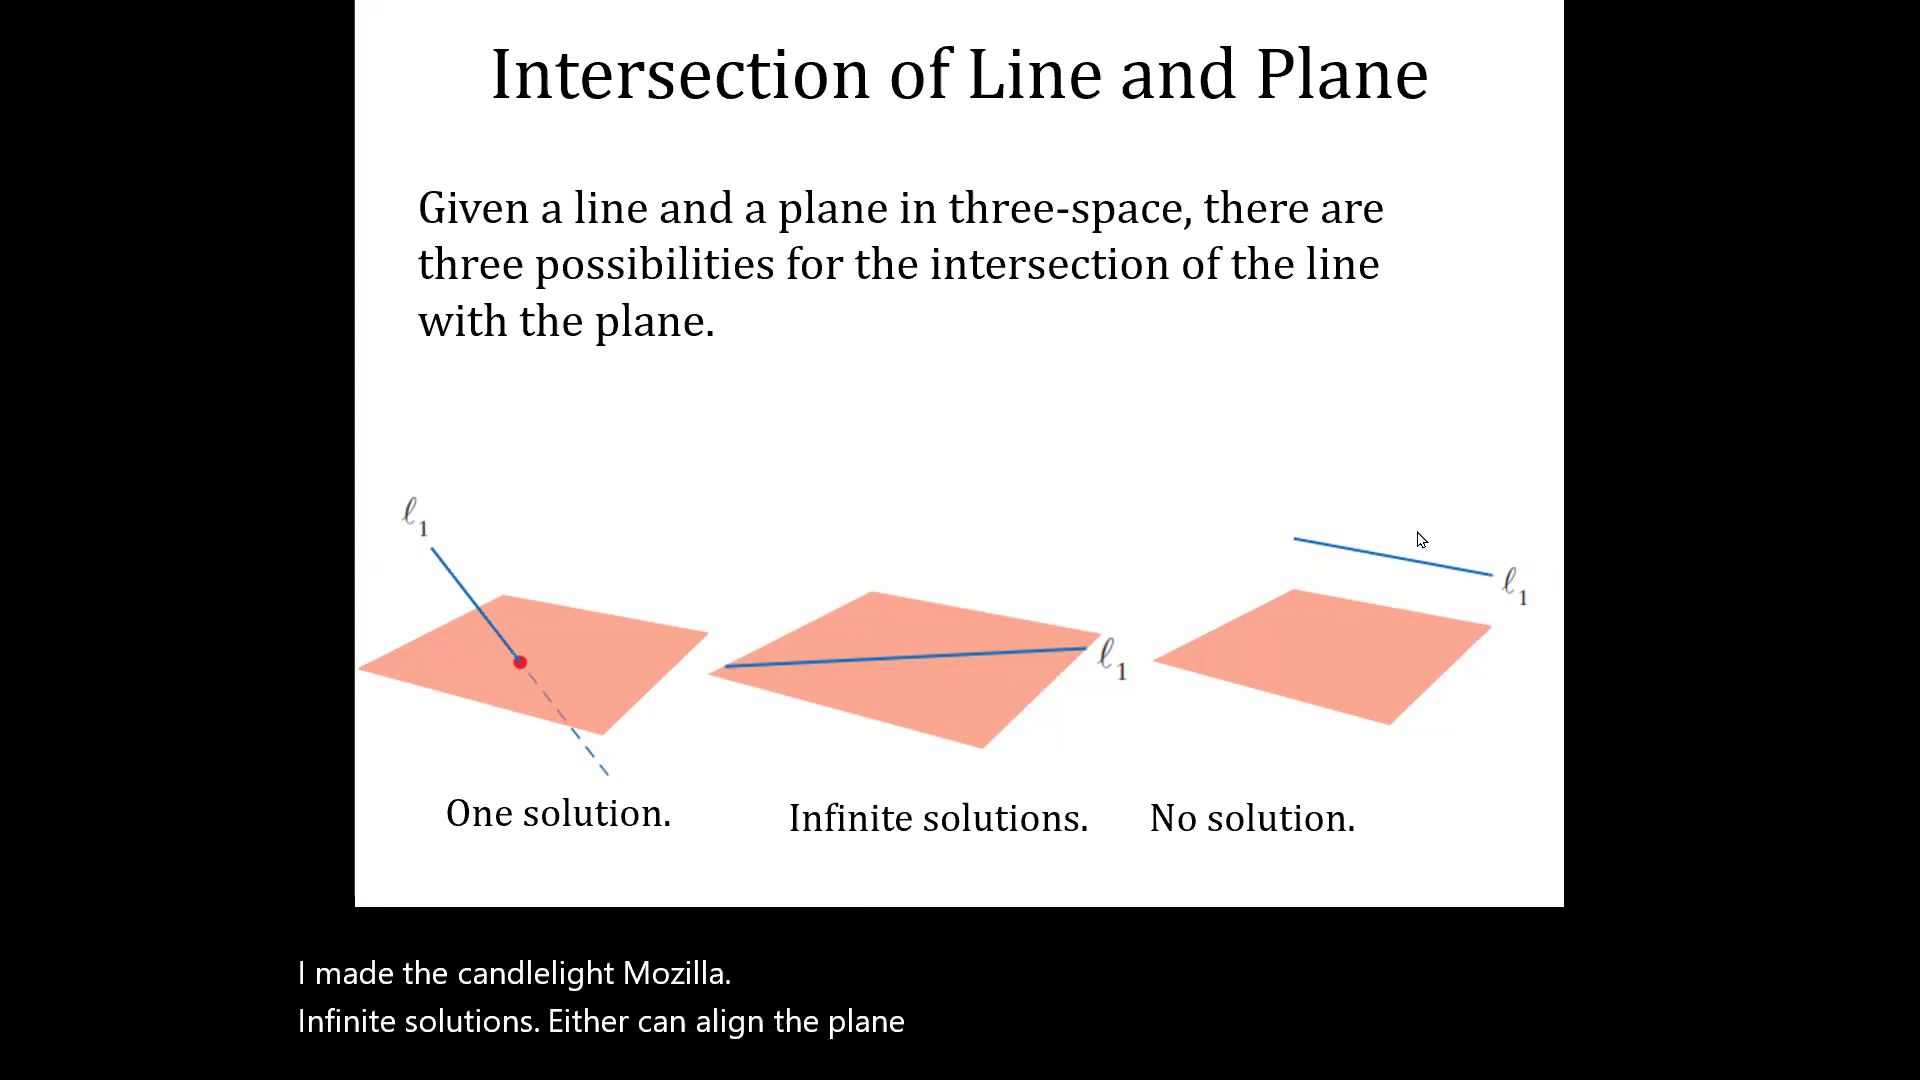 Intersection of Line and Plane
Given a line and a plane in three-space, there are
three possibilities for the intersection of the line
with the plane.
ℓ1
ℓ1
ℓ1
One solution.
Infinite solutions.
No solution.
I made the candlelight Mozilla.
Infinite solutions. Either can align the plane